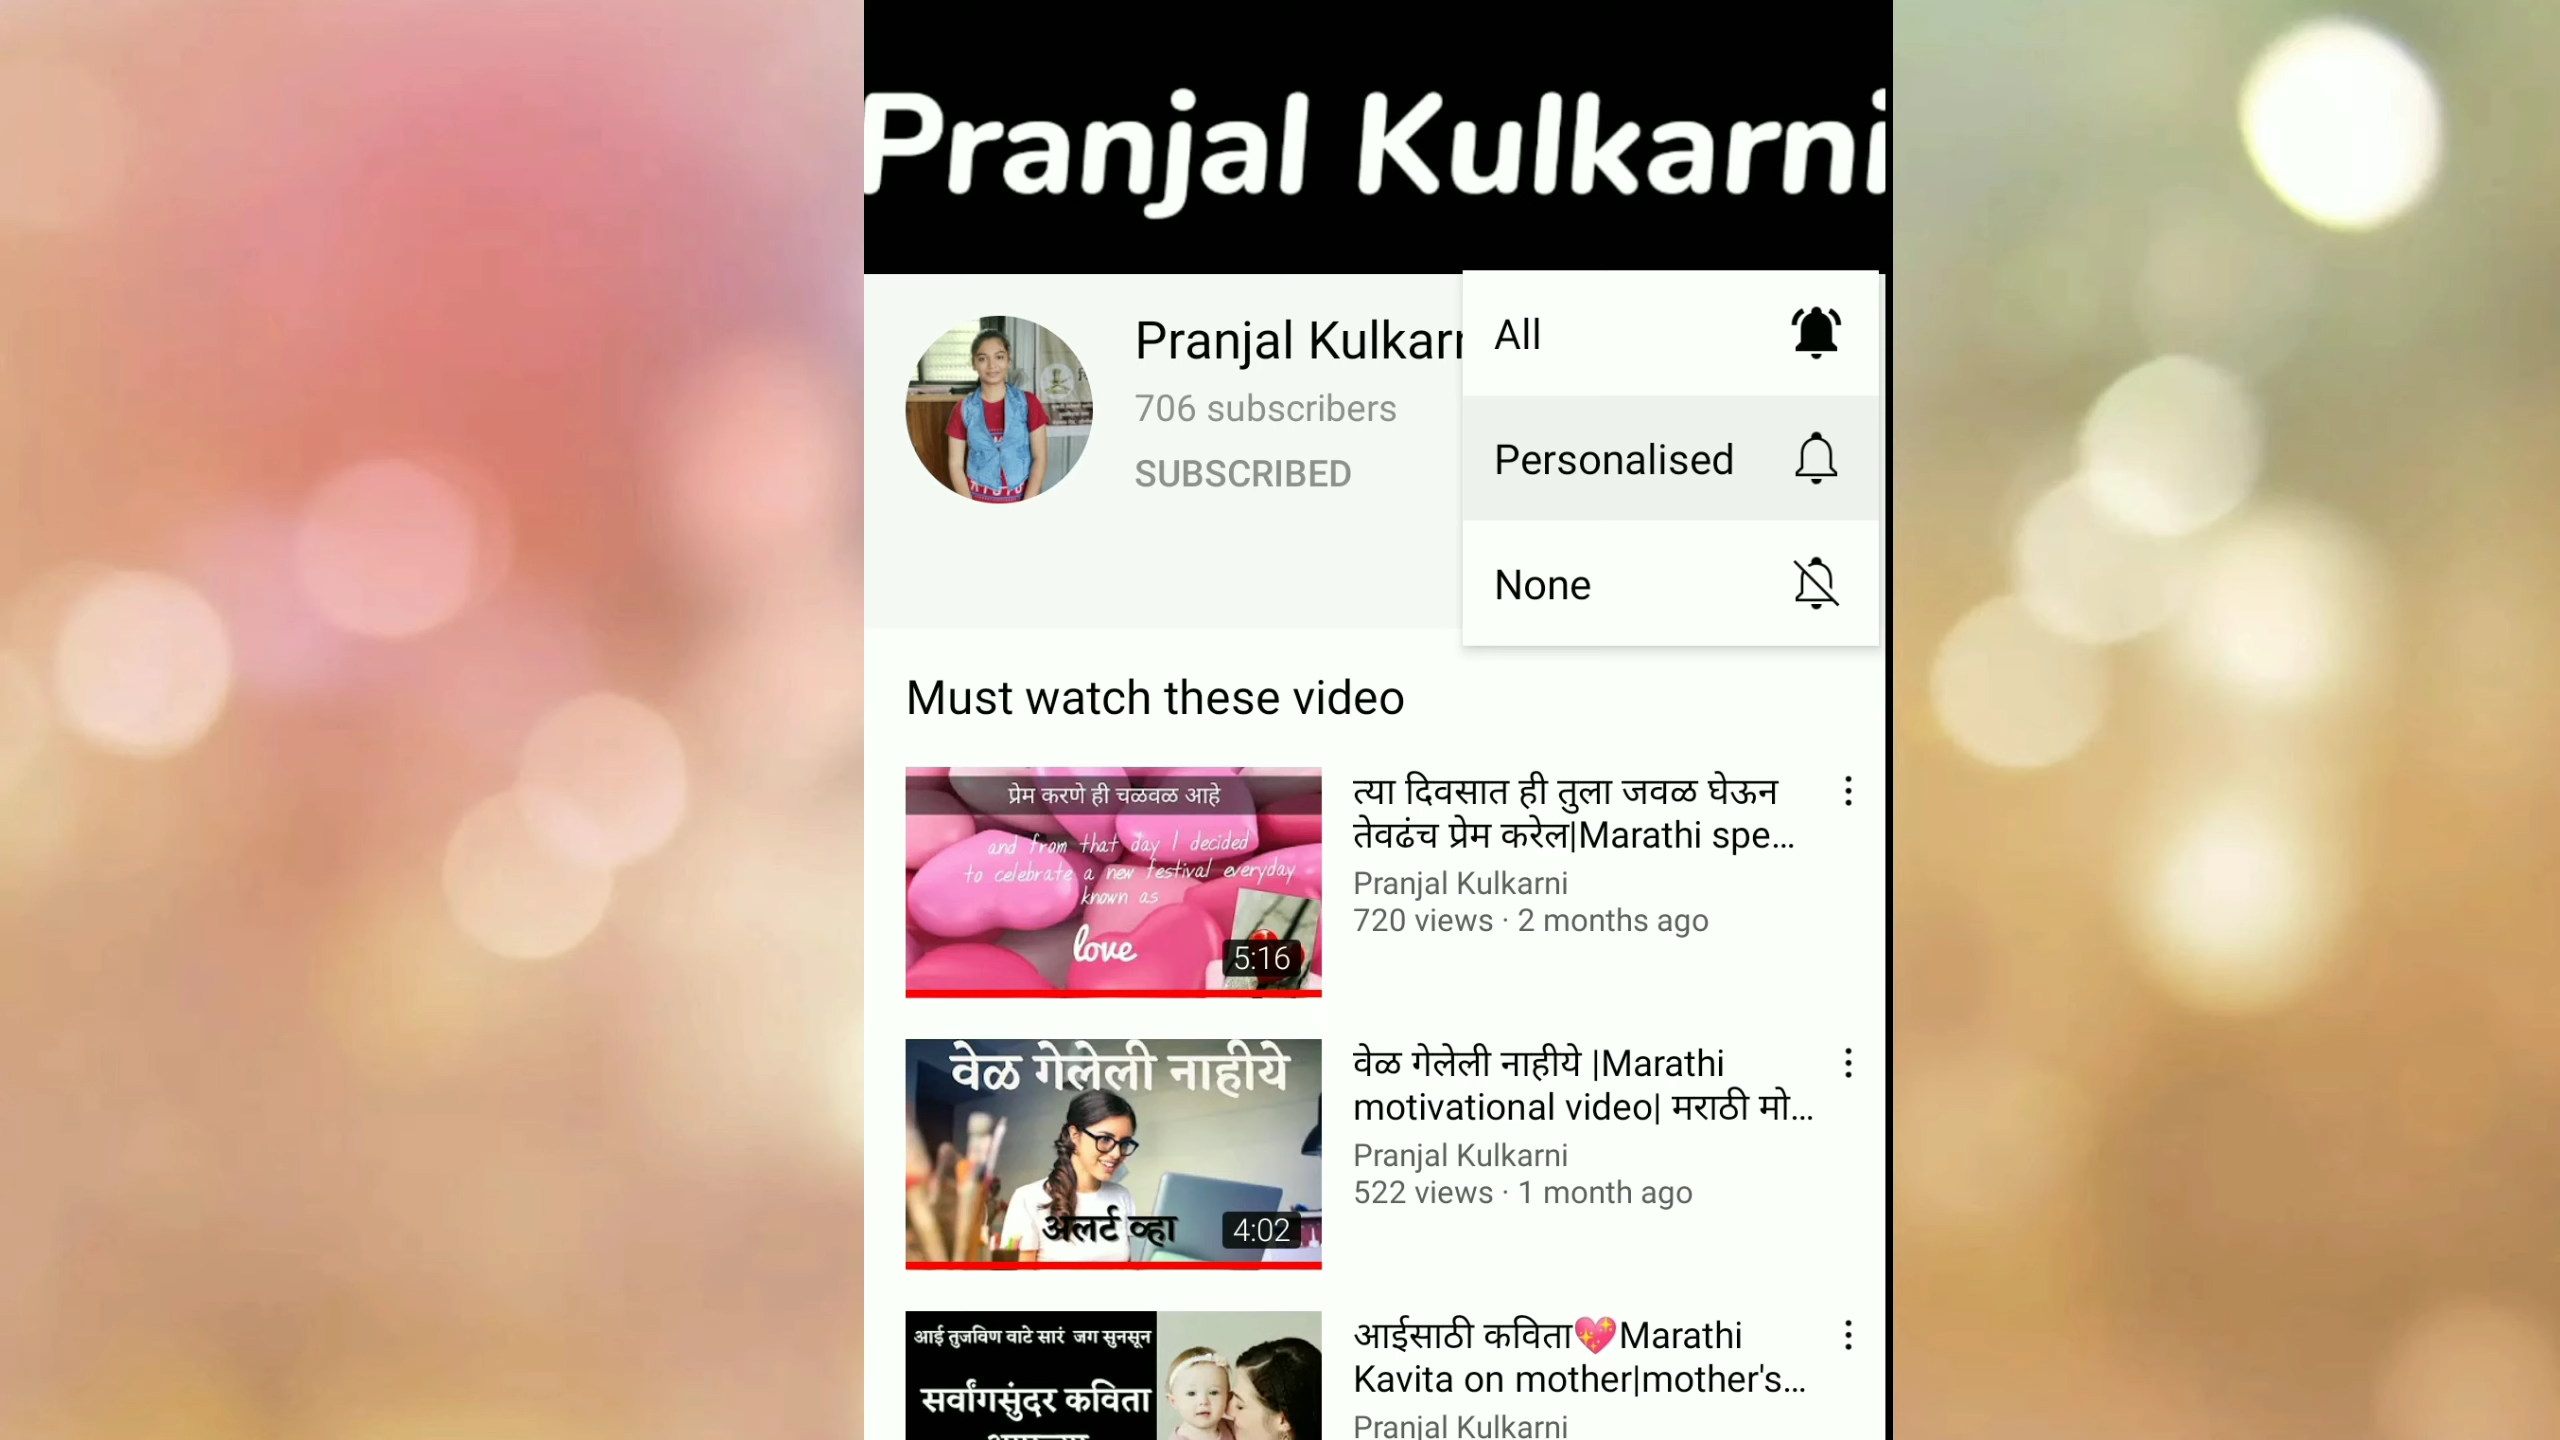 Pranjal Kulkarni
Pranjal Kulkarn
706 subscribers
SUBSCRIBED
All
Personalised
None
Must watch these video
प्रेम करणे ही चळवळ आहे
and from that day I decided
to celebrate a new festival everyday
known as
love
5:16
त्या दिवसात ही तुला जवळ घेऊन
तेवढंच प्रेम करेल|Marathi spe...
Pranjal Kulkarni
720 views · 2 months ago
वेळ गेलेली नाहीये
अलर्ट व्हा
4:02
वेळ गेलेली नाहीये |Marathi
motivational video| मराठी मो...
Pranjal Kulkarni
522 views · 1 month ago
आई तुजविण वाटे सारं जग सुनसून
सर्वांगसुंदर कविता
आईसाठी कविता💖Marathi
Kavita on mother|mother's...
Pranjal Kulkarni